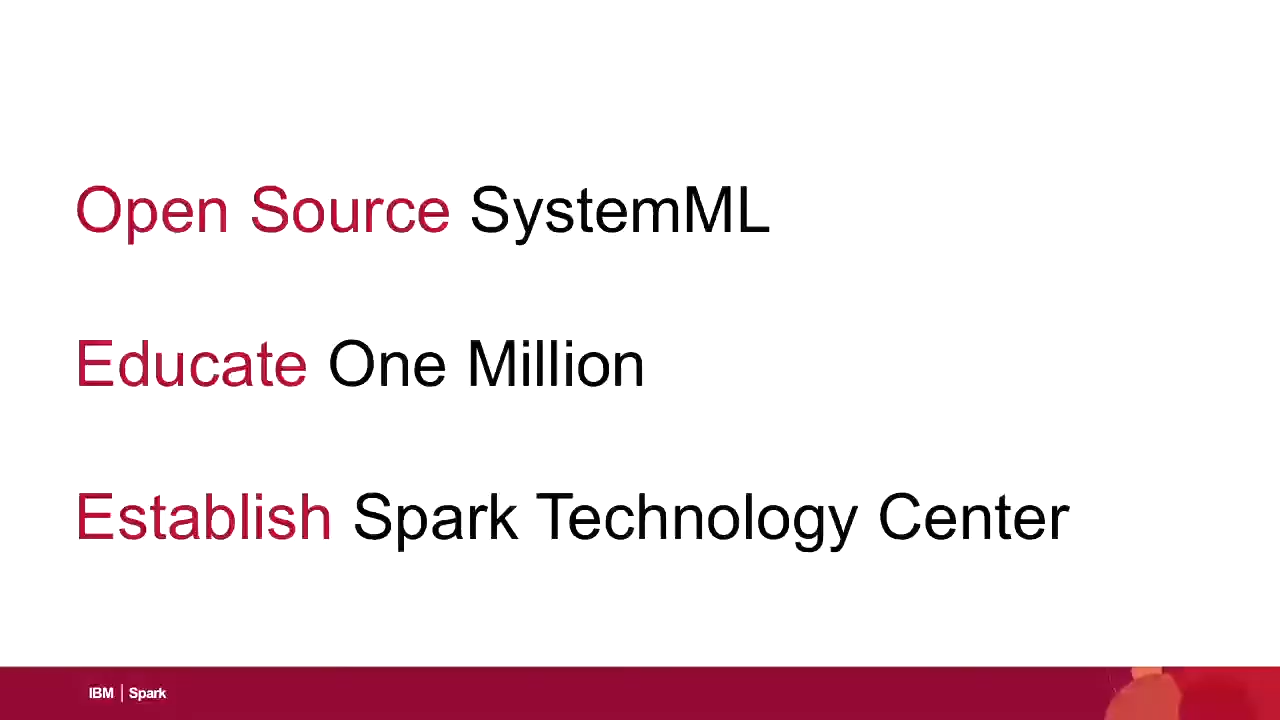 Open Source SystemML
Educate One Million
Establish Spark Technology Center
IBM | Spark